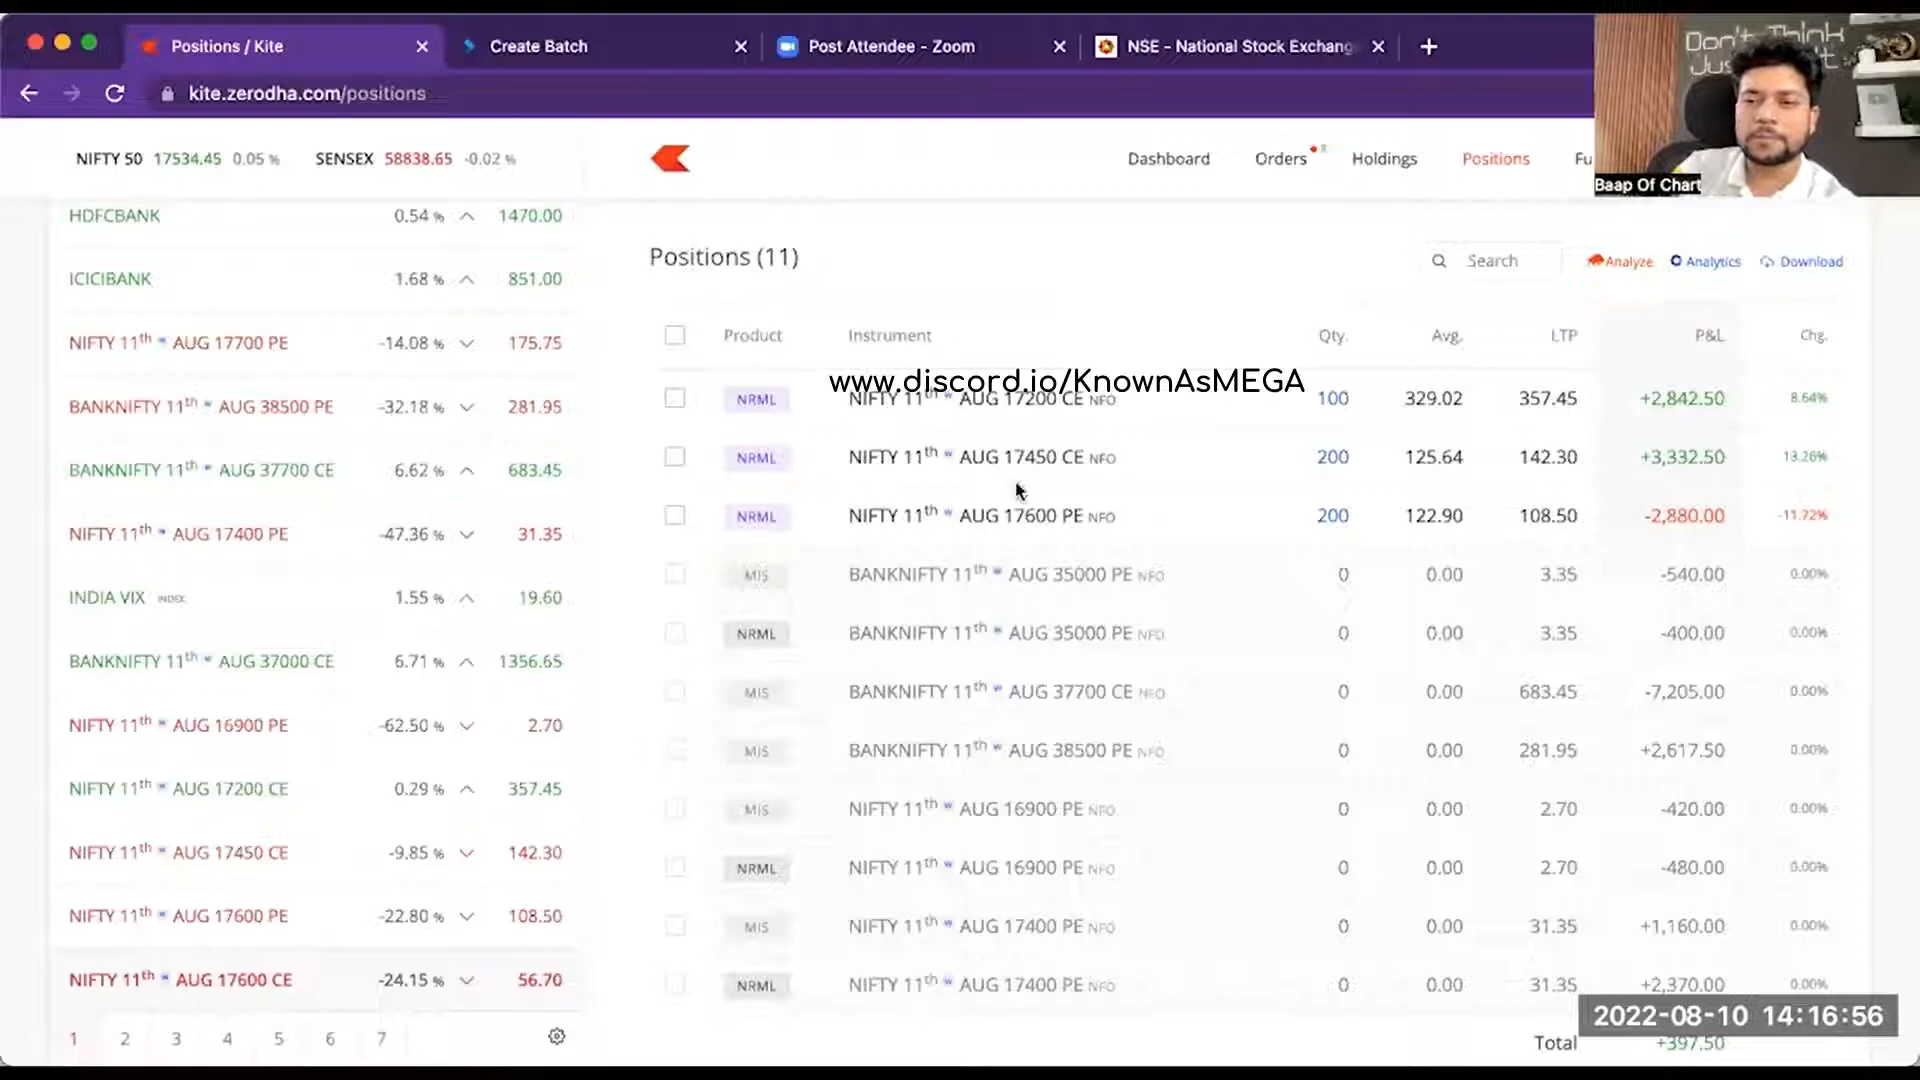 Positions / Kite
Create Batch
Post Attendee - Zoom
NSE - National Stock Exchang
kite.zerodha.com/positions
Don't Think
Jus
Baap Of Chart
NIFTY 50 17534.45 0.05 %
SENSEX 58838.65 -0.02 %
Dashboard
Orders
Holdings
Positions
Fu
HDFCBANK 0.54 % 1470.00
ICICIBANK 1.68 % 851.00
NIFTY 11th w AUG 17700 PE -14.08 % 175.75
BANKNIFTY 11th w AUG 38500 PE -32.18 % 281.95
BANKNIFTY 11th w AUG 37700 CE 6.62 % 683.45
NIFTY 11th w AUG 17400 PE -47.36 % 31.35
INDIA VIX INDEX 1.55 % 19.60
BANKNIFTY 11th w AUG 37000 CE 6.71 % 1356.65
NIFTY 11th w AUG 16900 PE -62.50 % 2.70
NIFTY 11th w AUG 17200 CE 0.29 % 357.45
NIFTY 11th w AUG 17450 CE -9.85 % 142.30
NIFTY 11th w AUG 17600 PE -22.80 % 108.50
NIFTY 11th w AUG 17600 CE -24.15 % 56.70
1 2 3 4 5 6 7
Positions (11)
Search
Analyze
Analytics
Download
Product Instrument Qty. Avg. LTP P&L Chg.
www.discord.io/KnownAsMEGA
NRML NIFTY 11th w AUG 17200 CE NFO 100 329.02 357.45 +2,842.50 8.64%
NRML NIFTY 11th w AUG 17450 CE NFO 200 125.64 142.30 +3,332.50 13.26%
NRML NIFTY 11th w AUG 17600 PE NFO 200 122.90 108.50 -2,880.00 -11.72%
MIS BANKNIFTY 11th w AUG 35000 PE NFO 0 0.00 3.35 -540.00 0.00%
NRML BANKNIFTY 11th w AUG 35000 PE NFO 0 0.00 3.35 -400.00 0.00%
MIS BANKNIFTY 11th w AUG 37700 CE NFO 0 0.00 683.45 -7,205.00 0.00%
MIS BANKNIFTY 11th w AUG 38500 PE NFO 0 0.00 281.95 +2,617.50 0.00%
MIS NIFTY 11th w AUG 16900 PE NFO 0 0.00 2.70 -420.00 0.00%
NRML NIFTY 11th w AUG 16900 PE NFO 0 0.00 2.70 -480.00 0.00%
MIS NIFTY 11th w AUG 17400 PE NFO 0 0.00 31.35 +1,160.00 0.00%
NRML NIFTY 11th w AUG 17400 PE NFO 0 0.00 31.35 +2,370.00 0.00%
2022-08-10 14:16:56
Total +397.50